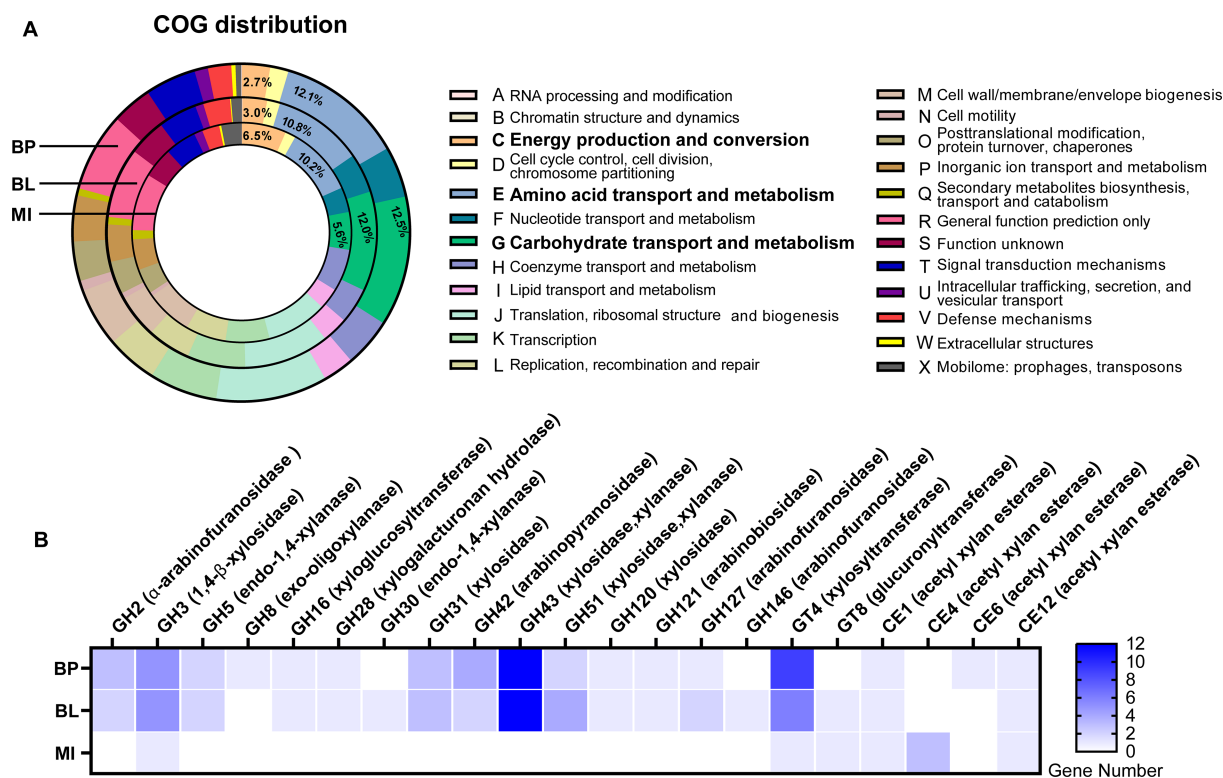 A
COG distribution
2.7%
12.1%
3.0%
10.8%
6.5%
10.2%
5.6%
12.0%
12.5%
BP
BL
MI
A RNA processing and modification
B Chromatin structure and dynamics
C Energy production and conversion
D Cell cycle control, cell division,
chromosome partitioning
E Amino acid transport and metabolism
F Nucleotide transport and metabolism
G Carbohydrate transport and metabolism
H Coenzyme transport and metabolism
I Lipid transport and metabolism
J Translation, ribosomal structure and biogenesis
K Transcription
L Replication, recombination and repair
M Cell wall/membrane/envelope biogenesis
N Cell motility
O Posttranslational modification,
protein turnover, chaperones
P Inorganic ion transport and metabolism
Q Secondary metabolites biosynthesis,
transport and catabolism
R General function predicion only
S Function unknown
T Signal transduction mechanisms
U Intracellular trafficking, secretion, and
vesicular transport
V Defense mechanisms
W Extracellular structures
X Mobilome: prophages, transposons
B
GH2 (α-arabinofuranosidase )
GH3 (1,4-β-xylosidase)
GH5 (endo-1,4-xylanase)
GH8 (exo-oligoxylanase)
GH16 (xyloglucosyltransferase)
GH28 (xylogalacturonan hydrolase)
GH30 (endo-1,4-xylanase)
GH31 (xylosidase)
GH42 (arabinopyranosidase)
GH43 (xylosidase,xylanase)
GH51 (xylosidase,xylanase)
GH120 (xylosidase)
GH121 (arabinobiosidase)
GH127 (arabinofuranosidase)
GH146 (arabinofuranosidase)
GT4 (xylosyltransferase)
GT8 (glucuronyltransferase)
CE1 (acetyl xylan esterase)
CE4 (acetyl xylan esterase)
CE6 (acetyl xylan esterase)
CE12 (acetyl xylan esterase)
BP
BL
MI
12
10
8
6
4
2
0
Gene Number